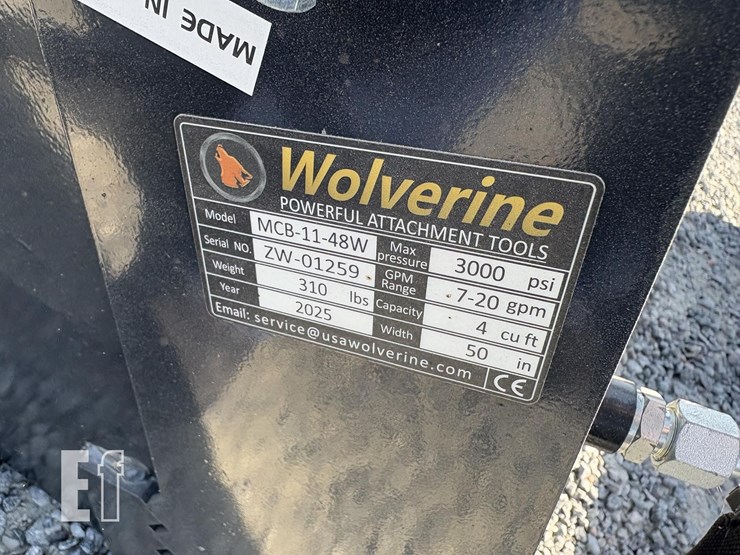 MADE IN
Wolverine
POWERFUL ATTACHMENT TOOLS
Model MCB-11-48W Max pressure 3000 psi
Serial NO. ZW-01259 GPM Range 7-20 gpm
Weight 310 lbs Capacity 4 cu ft
Year 2025 Width 50 in
Email: service@usawolverine.com CE
Ef